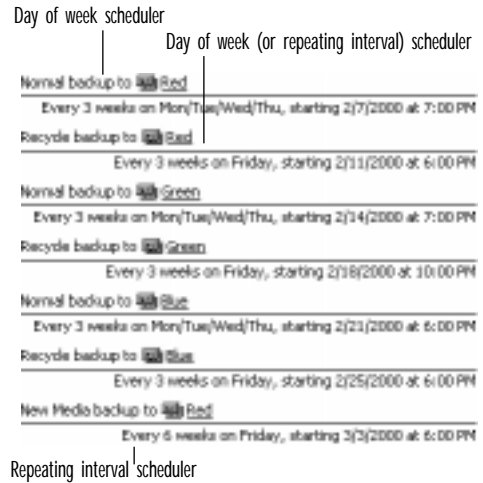 Day of week scheduler
Day of week (or repeating interval) scheduler
Normal backup to Red
Every 3 weeks on Mon/Tue/Wed/Thu, starting 2/7/2000 at 7:00 PM
Recycle backup to Red
Every 3 weeks on Friday, starting 2/11/2000 at 6:00 PM
Normal backup to Green
Every 3 weeks on Mon/Tue/Wed/Thu, starting 2/14/2000 at 7:00 PM
Recycle backup to Green
Every 3 weeks on Friday, starting 2/18/2000 at 10:00 PM
Normal backup to Blue
Every 3 weeks on Mon/Tue/Wed/Thu, starting 2/21/2000 at 6:00 PM
Recycle backup to Blue
Every 3 weeks on Friday, starting 2/25/2000 at 6:00 PM
New Media backup to Red
Every 6 weeks on Friday, starting 3/3/2000 at 6:00 PM
Repeating interval scheduler